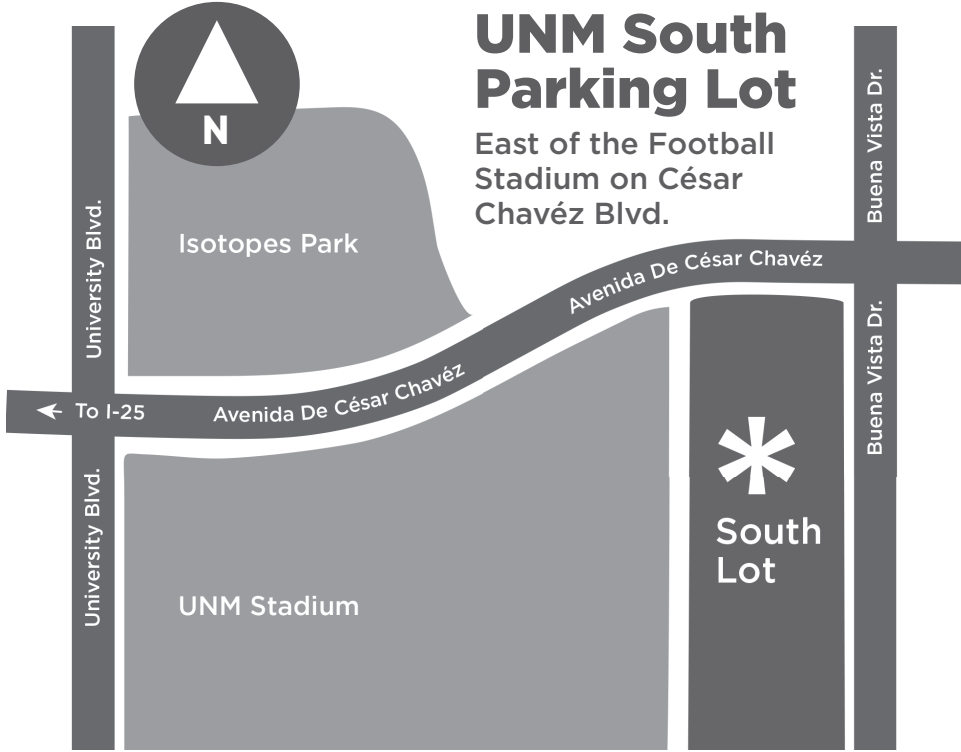 UNM South
Parking Lot
East of the Football
Stadium on César
Chavéz Blvd.
N
Isotopes Park
University Blvd.
Buena Vista Dr.
Avenida De César Chavéz
Avenida De César Chavéz
To I-25
Buena Vista Dr.
University Blvd.
UNM Stadium
*
South
Lot